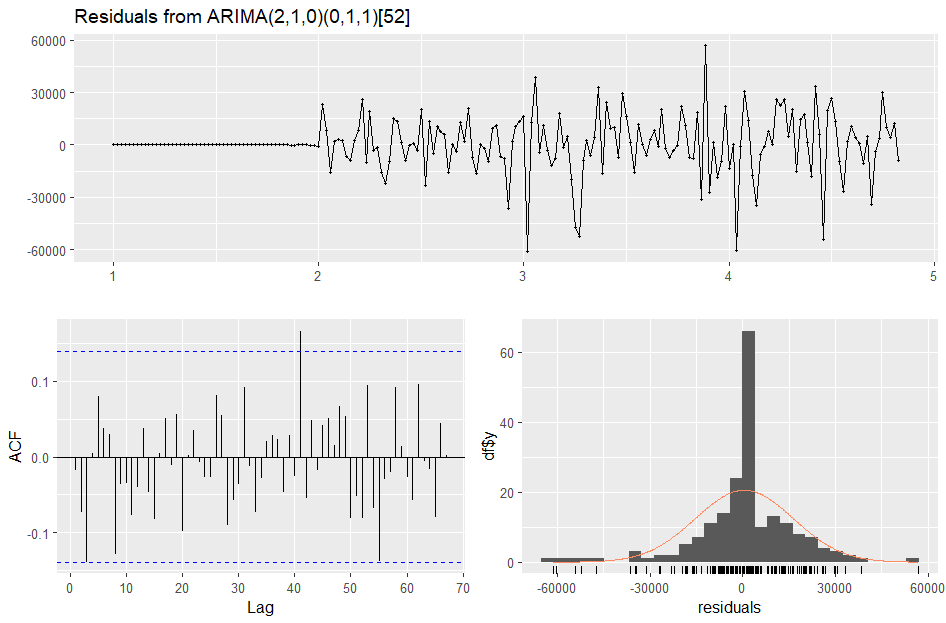 Residuals from ARIMA(2,1,0)(0,1,1)[52]
60000
30000
0
-30000
-60000
1 2 3 4 5
0.1
0.0
-0.1
ACF
0 10 20 30 40 50 60 70
Lag
60
40
20
0
df$y
-60000 -30000 0 30000 60000
residuals